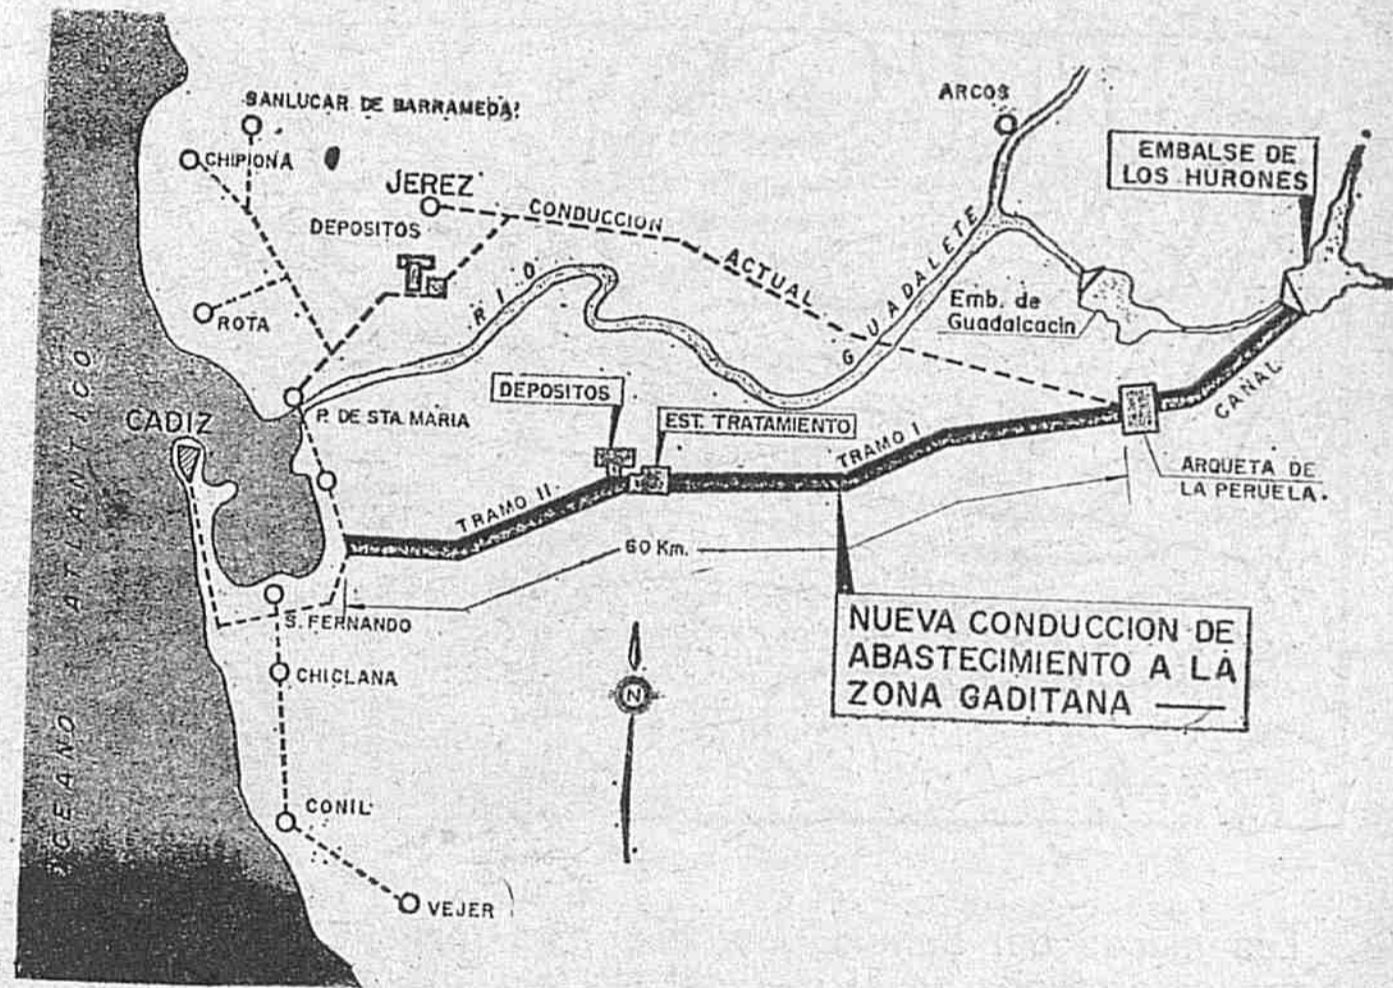 SANLUCAR DE BARRAMEDA
ARCOS
CHIPIONA
EMBALSE DE
LOS HURONES
JEREZ
CONDUCCION
ACTUAL
DEPOSITOS
RIO
GUADALETE
Emb. de
Guadalcacin
ROTA
OCEANO ATLANTICO
CADIZ
P. DE STA. MARIA
DEPOSITOS
EST. TRATAMIENTO
TRAMO I
CANAL
ARQUETA DE
LA PERUELA.
TRAMO II.
60 Km.
S. FERNANDO
NUEVA CONDUCCION DE
ABASTECIMIENTO A LA
ZONA GADITANA
N
CHICLANA
CONIL
VEJER